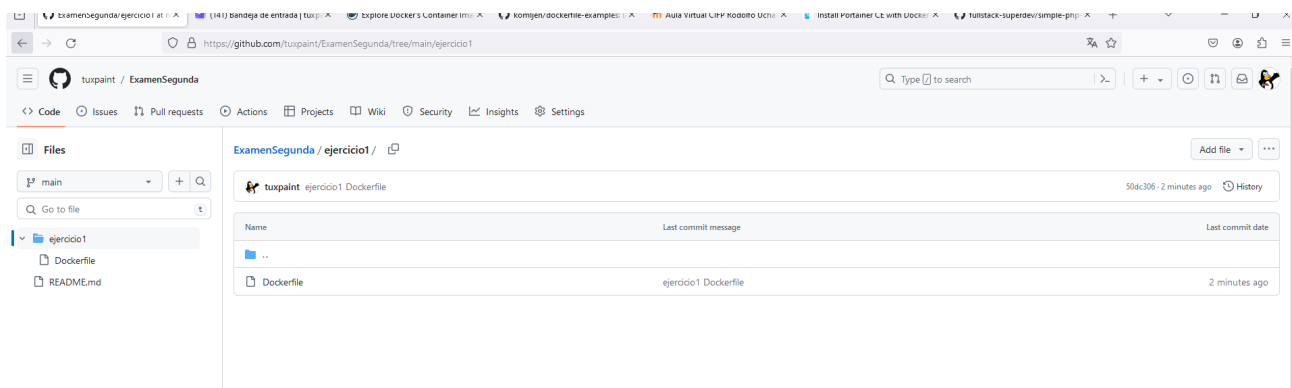 ExamenSegunda/ejercicio1 at
(141) Bandeja de entrada | tuxp
Explore Docker's Container Ima
komljen/dockerfile-examples:
Aula Virtual CIFP Rodolfo Ucha
Install Portainer CE with Docker
fullstack-superdev/simple-php-
https://github.com/tuxpaint/ExamenSegunda/tree/main/ejercicio1
tuxpaint / ExamenSegunda
Type / to search
Code Issues Pull requests Actions Projects Wiki Security Insights Settings
Files
ExamenSegunda / ejercicio1 /
Add file
main
tuxpaint ejercicio1 Dockerfile
50dc306 · 2 minutes ago History
Go to file t
Name Last commit message Last commit date
ejercicio1
..
Dockerfile
Dockerfile ejercicio1 Dockerfile 2 minutes ago
README.md